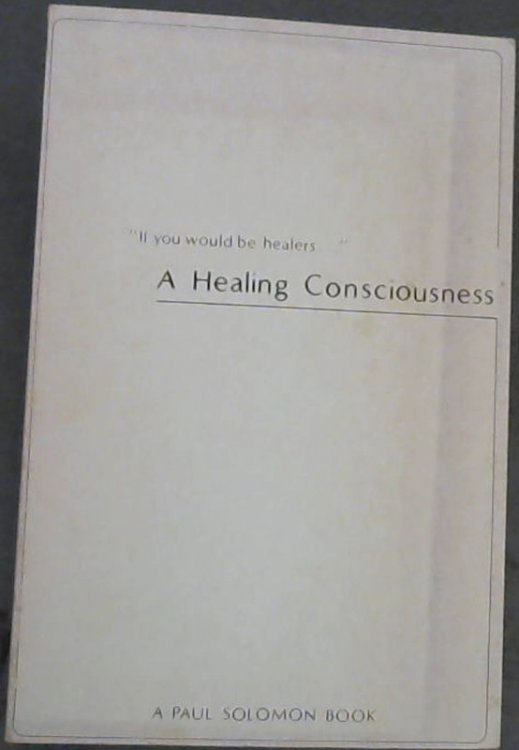 "If you would be healers ..."
A Healing Consciousness
A PAUL SOLOMON BOOK